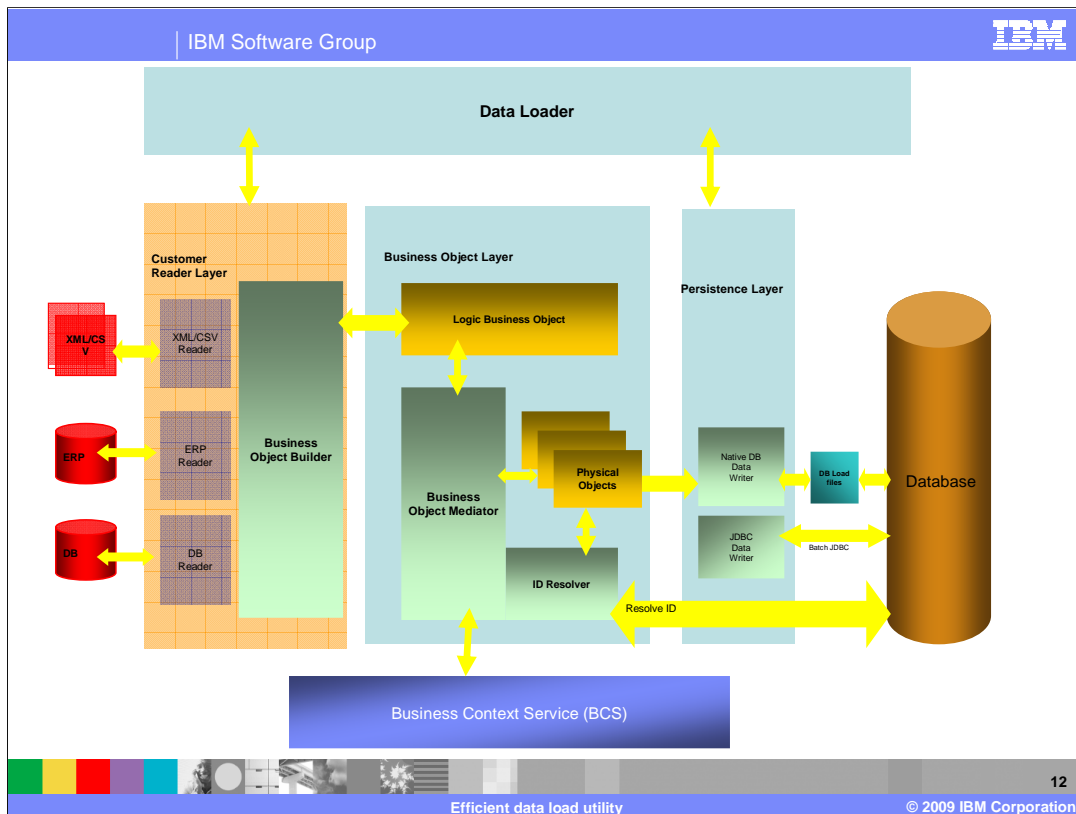 IBM Software Group
IBM
Data Loader
Customer
Reader Layer
Business Object Layer
Persistence Layer
XML/CS
V
XML/CSV
Reader
Logic Business Object
ERP
ERP
Reader
Business
Object Builder
Business
Object Mediator
Physical
Objects
Native DB
Data
Writer
DB Load
files
Database
DB
DB
Reader
JDBC
Data
Writer
Batch JDBC
ID Resolver
Resolve ID
Business Context Service (BCS)
12
Efficient data load utility
© 2009 IBM Corporation